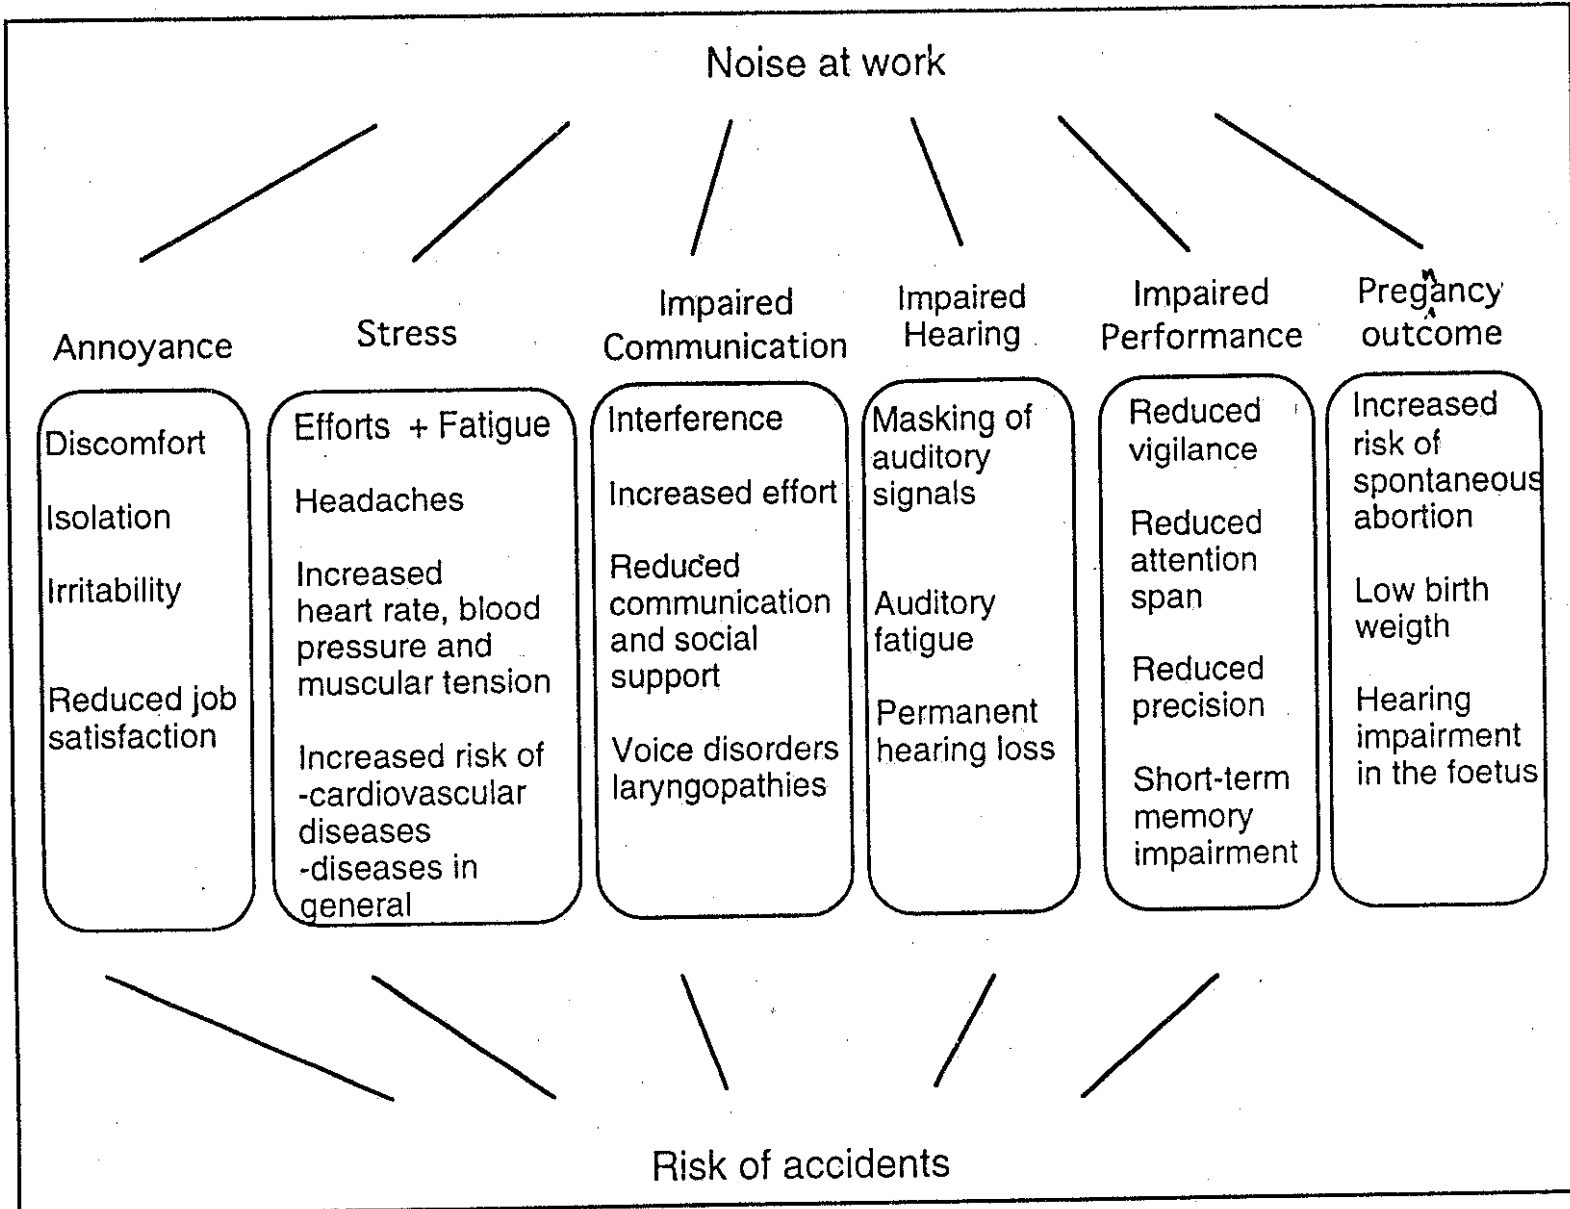 Noise at work
Annoyance
Discomfort
Isolation
Irritability
Reduced job
satisfaction
Stress
Efforts + Fatigue
Headaches
Increased
heart rate, blood
pressure and
muscular tension
Increased risk of
-cardiovascular
diseases
-diseases in
general
Impaired
Communication
Interference
Increased effort
Reduced
communication
and social
support
Voice disorders
laryngopathies
Impaired
Hearing
Masking of
auditory
signals
Auditory
fatigue
Permanent
hearing loss
Impaired
Performance
Reduced
vigilance
Reduced
attention
span
Reduced
precision
Short-term
memory
impairment
Pregnancy
outcome
Increased
risk of
spontaneous
abortion
Low birth
weigth
Hearing
impairment
in the foetus
Risk of accidents